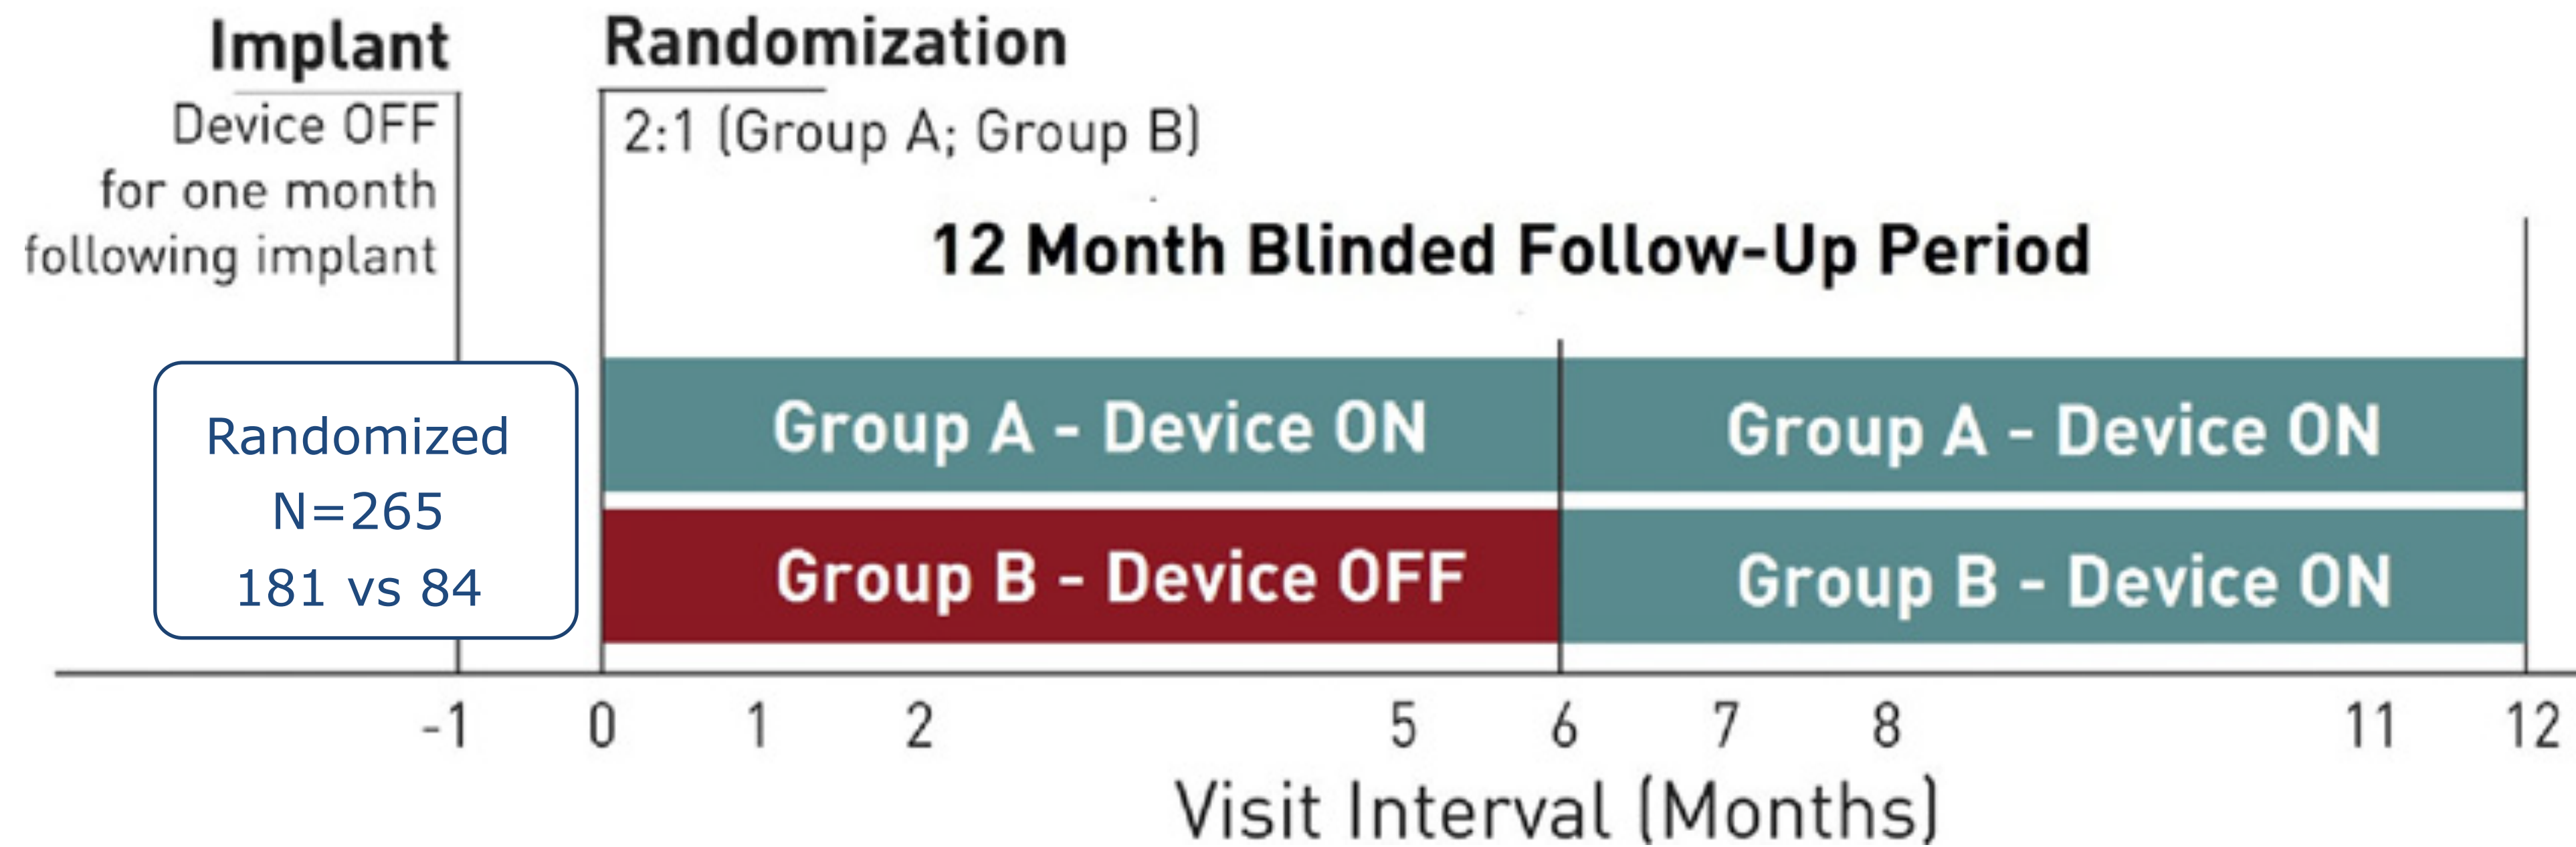 Implant
Device OFF
for one month
following implant
Randomization
2:1 (Group A; Group B)
12 Month Blinded Follow-Up Period
Randomized
N=265
181 vs 84
Group A - Device ON
Group A - Device ON
Group B - Device OFF
Group B - Device ON
-1 0 1 2 5 6 7 8 11 12
Visit Interval (Months)